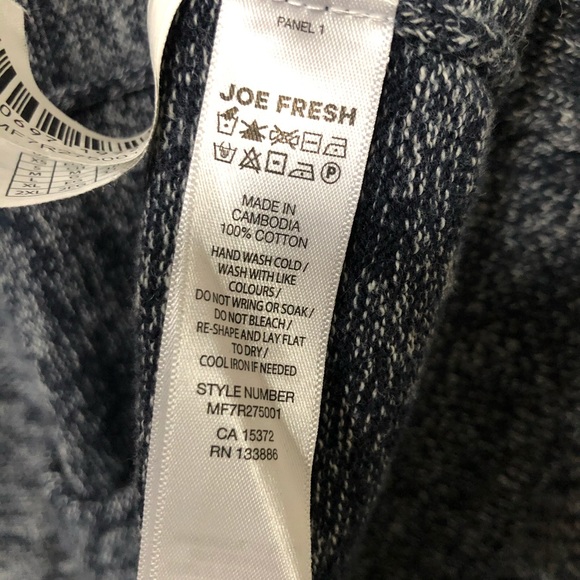 PANEL 1
JOE FRESH
MADE IN
CAMBODIA
100% COTTON
HAND WASH COLD/
WASH WITH LIKE
COLOURS/
DO NOT WRING OR SOAK/
DO NOT BLEACH/
RE-SHAPE AND LAY FLAT
TO DRY/
COOL IRON IF NEEDED
STYLE NUMBER
MF7R275001
CA 15372
RN 133886